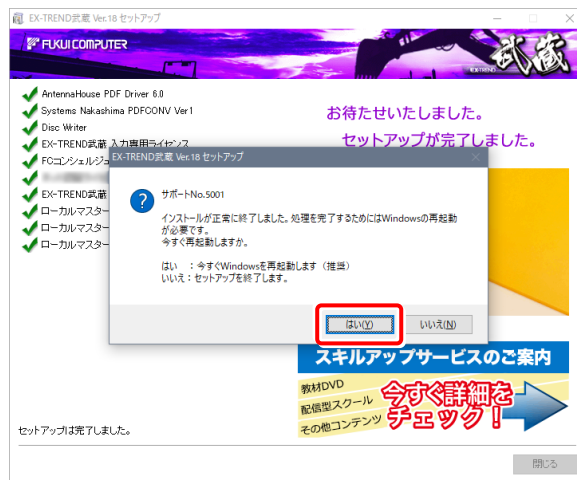 EX-TREND武蔵 Ver.18 セットアップ
FUKUI COMPUTER
EX-TREND
武蔵
AntennaHouse PDF Driver 6.0
Systems Nakashima PDFCONV Ver1
Disc Writer
EX-TREND武蔵 入力専用ライセンス
FCコンシェルジュ
EX-TREND武蔵
ローカルマスター
ローカルマスター
ローカルマスター
お待たせいたしました。
セットアップが完了しました。
EX-TREND武蔵 Ver.18 セットアップ
サポートNo.5001
インストールが正常に終了しました。処理を完了するためにはWindowsの再起動
が必要です。
今すぐ再起動しますか。
はい ：今すぐWindowsを再起動します（推奨）
いいえ：セットアップを終了します。
はい(Y)
いいえ(N)
スキルアップサービスのご案内
教材DVD
配信型スクール
その他コンテンツ
今すぐ詳細を
チェック！
セットアップは完了しました。
閉じる